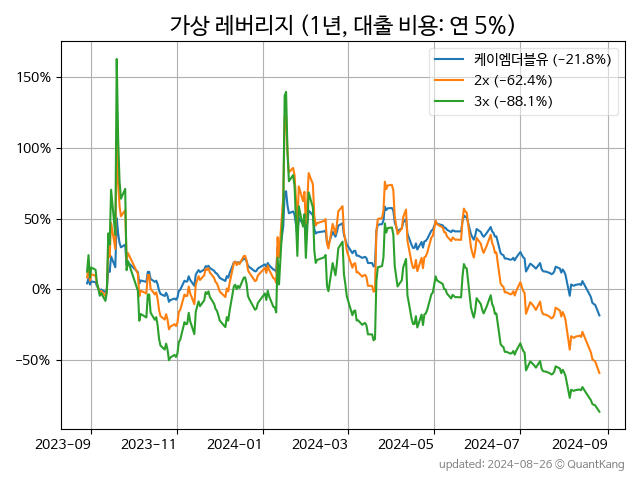 가상 레버리지 (1년, 대출 비용: 연 5%)
케이엠더블유 (−21.8%)
2x (−62.4%)
3x (−88.1%)
150%
100%
50%
0%
−50%
2023-09 2023-11 2024-01 2024-03 2024-05 2024-07 2024-09
updated: 2024-08-26 © QuantKang